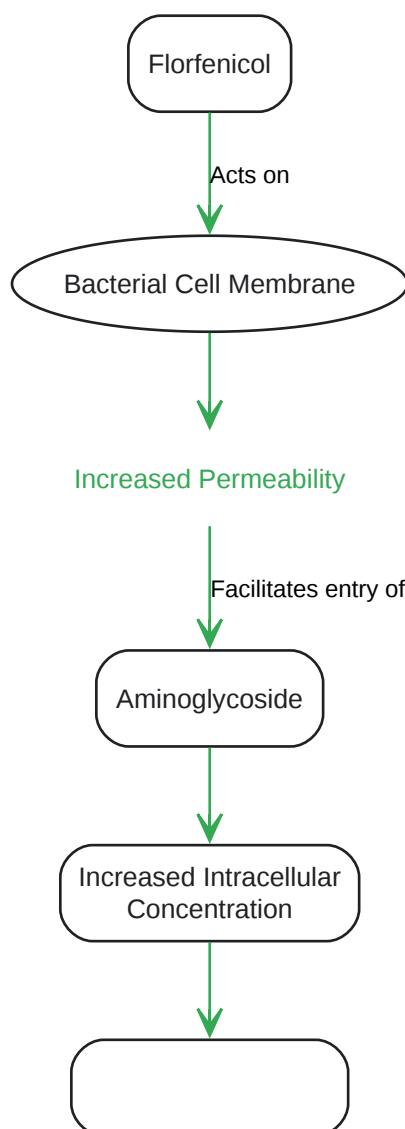 Florfenicol
Acts on
Bacterial Cell Membrane
Increased Permeability
Facilitates entry of
Aminoglycoside
Increased Intracellular
Concentration